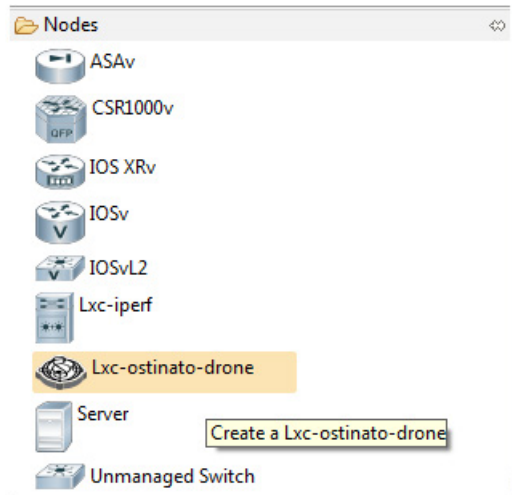 Nodes
ASAv
CSR1000v
QFP
IOS XRv
IOSv
V
IOSvL2
V
Lxc-iperf
Lxc-ostinato-drone
Server
Create a Lxc-ostinato-drone
Unmanaged Switch